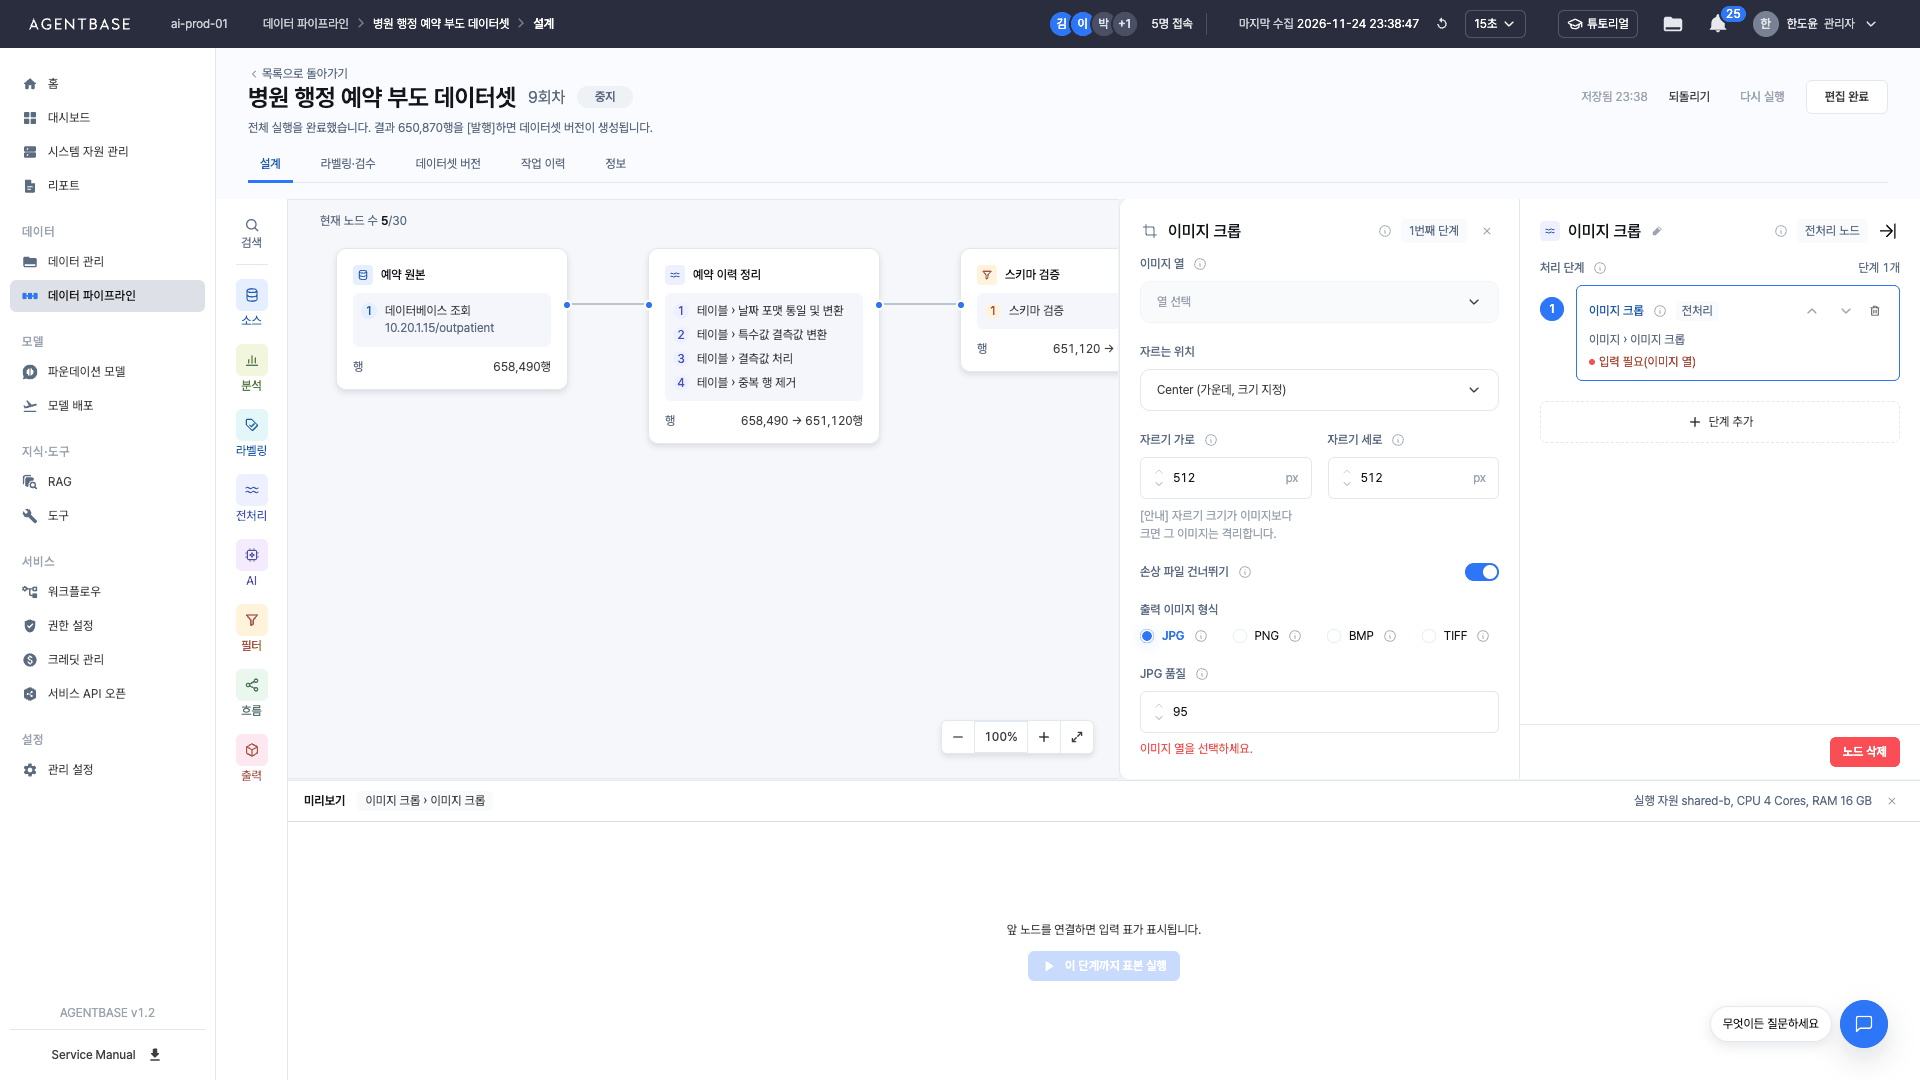 AGENTBASE
ai-prod-01
데이터 파이프라인 > 병원 행정 예약 부도 데이터셋 > 설계
김 이 박 +1 5명 접속
마지막 수집 2026-11-24 23:38:47
15초
튜토리얼
25
한 한도윤 관리자
홈
대시보드
시스템 자원 관리
리포트
데이터
데이터 관리
데이터 파이프라인
모델
파운데이션 모델
모델 배포
지식·도구
RAG
도구
서비스
워크플로우
권한 설정
크레딧 관리
서비스 API 오픈
설정
관리 설정
AGENTBASE v1.2
Service Manual
목록으로 돌아가기
병원 행정 예약 부도 데이터셋 9회차 중지
저장됨 23:38 되돌리기 다시 실행 편집 완료
전체 실행을 완료했습니다. 결과 650,870행을 [발행]하면 데이터셋 버전이 생성됩니다.
설계 라벨링·검수 데이터셋 버전 작업 이력 정보
검색
소스
분석
라벨링
전처리
AI
필터
흐름
출력
현재 노드 수 5/30
예약 원본
1 데이터베이스 조회
10.20.1.15/outpatient
행 658,490행
예약 이력 정리
1 테이블 › 날짜 포맷 통일 및 변환
2 테이블 › 특수값 결측값 변환
3 테이블 › 결측값 처리
4 테이블 › 중복 행 제거
행 658,490 → 651,120행
스키마 검증
1 스키마 검증
행 651,120 →
100%
이미지 크롭 1번째 단계
이미지 열
열 선택
자르는 위치
Center (가운데, 크기 지정)
자르기 가로 자르기 세로
512 px 512 px
[안내] 자르기 크기가 이미지보다
크면 그 이미지는 격리합니다.
손상 파일 건너뛰기
출력 이미지 형식
JPG PNG BMP TIFF
JPG 품질
95
이미지 열을 선택하세요.
이미지 크롭 전처리 노드
처리 단계 단계 1개
1 이미지 크롭 전처리
이미지 › 이미지 크롭
입력 필요(이미지 열)
단계 추가
노드 삭제
미리보기 이미지 크롭 › 이미지 크롭
실행 자원 shared-b, CPU 4 Cores, RAM 16 GB
앞 노드를 연결하면 입력 표가 표시됩니다.
이 단계까지 표본 실행
무엇이든 질문하세요